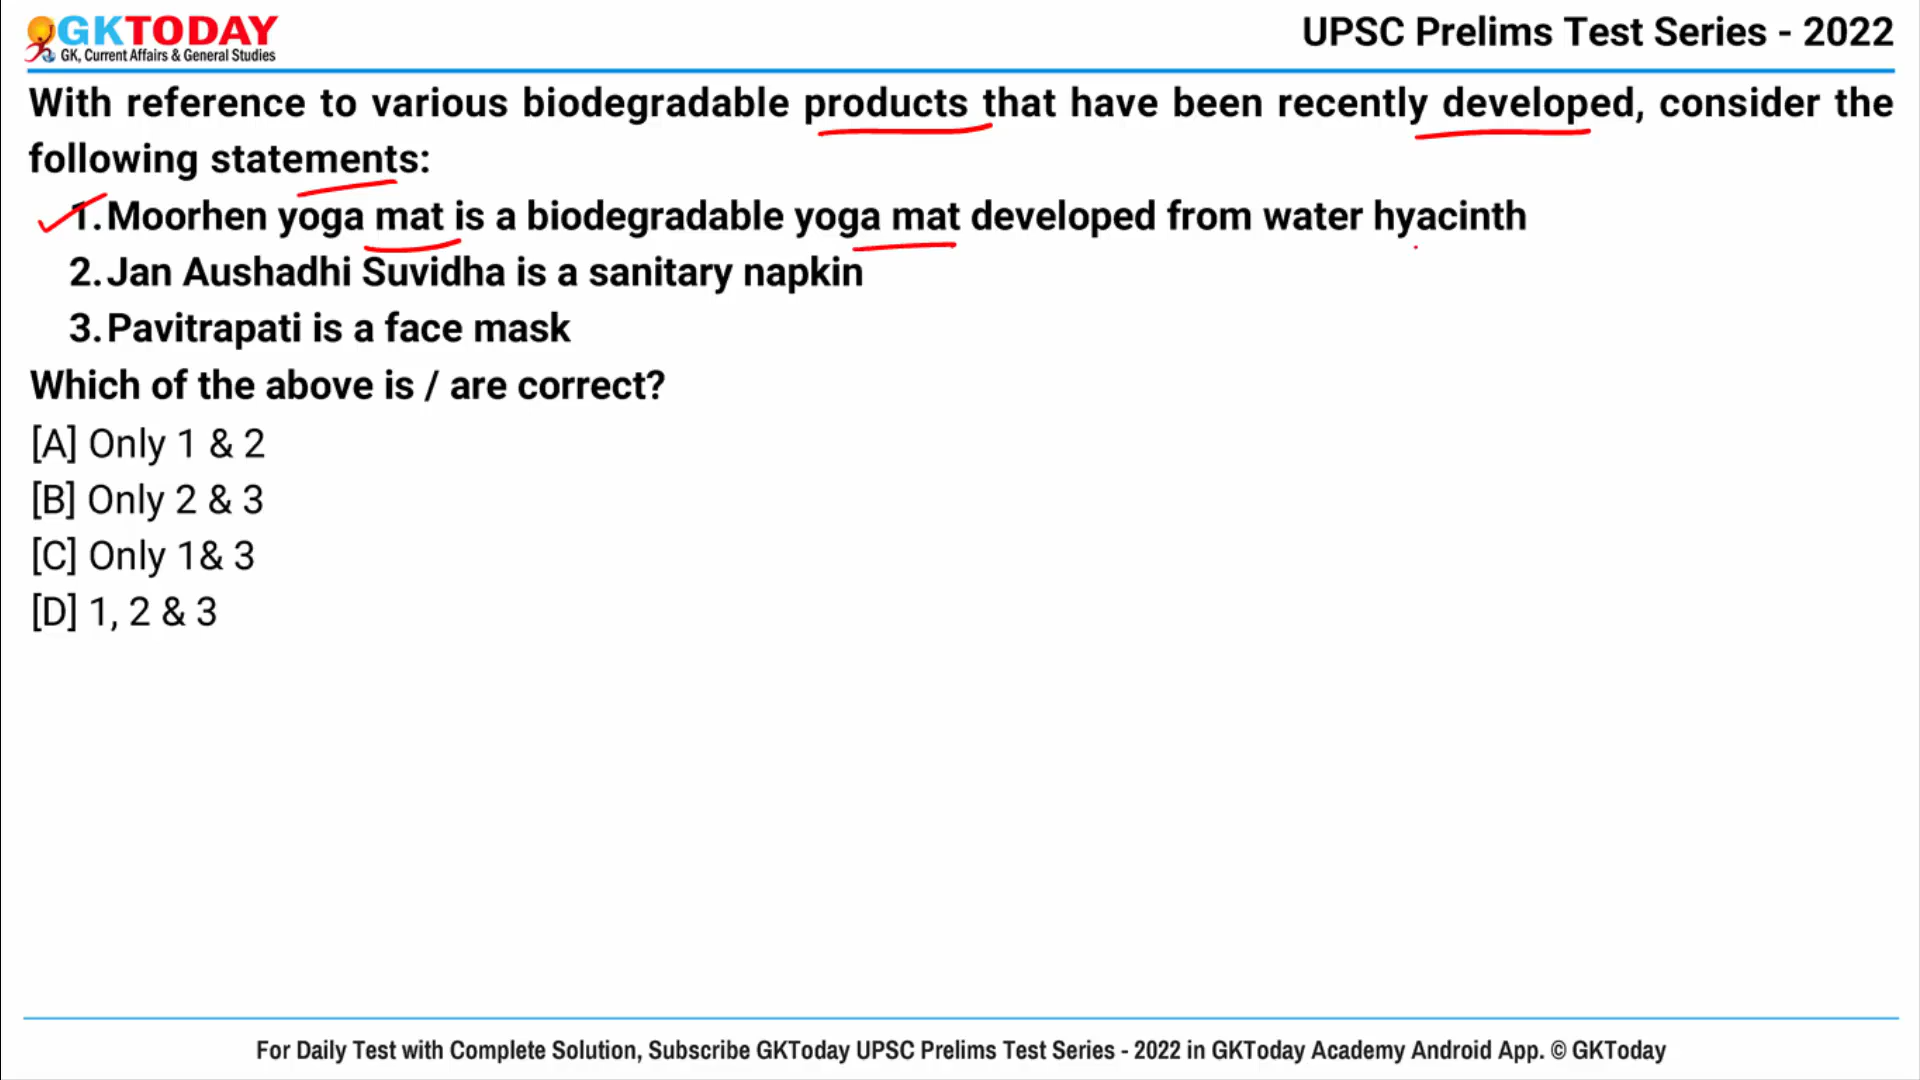 GKTODAY
GK, Current Affairs & General Studies
UPSC Prelims Test Series - 2022
With reference to various biodegradable products that have been recently developed, consider the
following statements:
1. Moorhen yoga mat is a biodegradable yoga mat developed from water hyacinth
2. Jan Aushadhi Suvidha is a sanitary napkin
3. Pavitrapati is a face mask
Which of the above is / are correct?
[A] Only 1 & 2
[B] Only 2 & 3
[C] Only 1& 3
[D] 1, 2 & 3
For Daily Test with Complete Solution, Subscribe GKToday UPSC Prelims Test Series - 2022 in GKToday Academy Android App. © GKToday